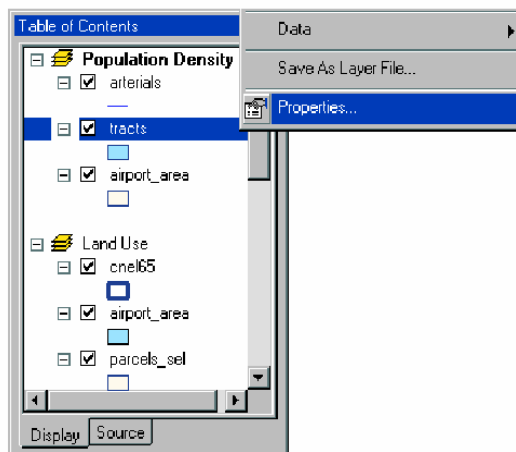 Table of Contents
Population Density
arterials
tracts
airport_area
Land Use
cnel65
airport_area
parcels_sel
Display
Source
Data
Save As Layer File...
Properties...